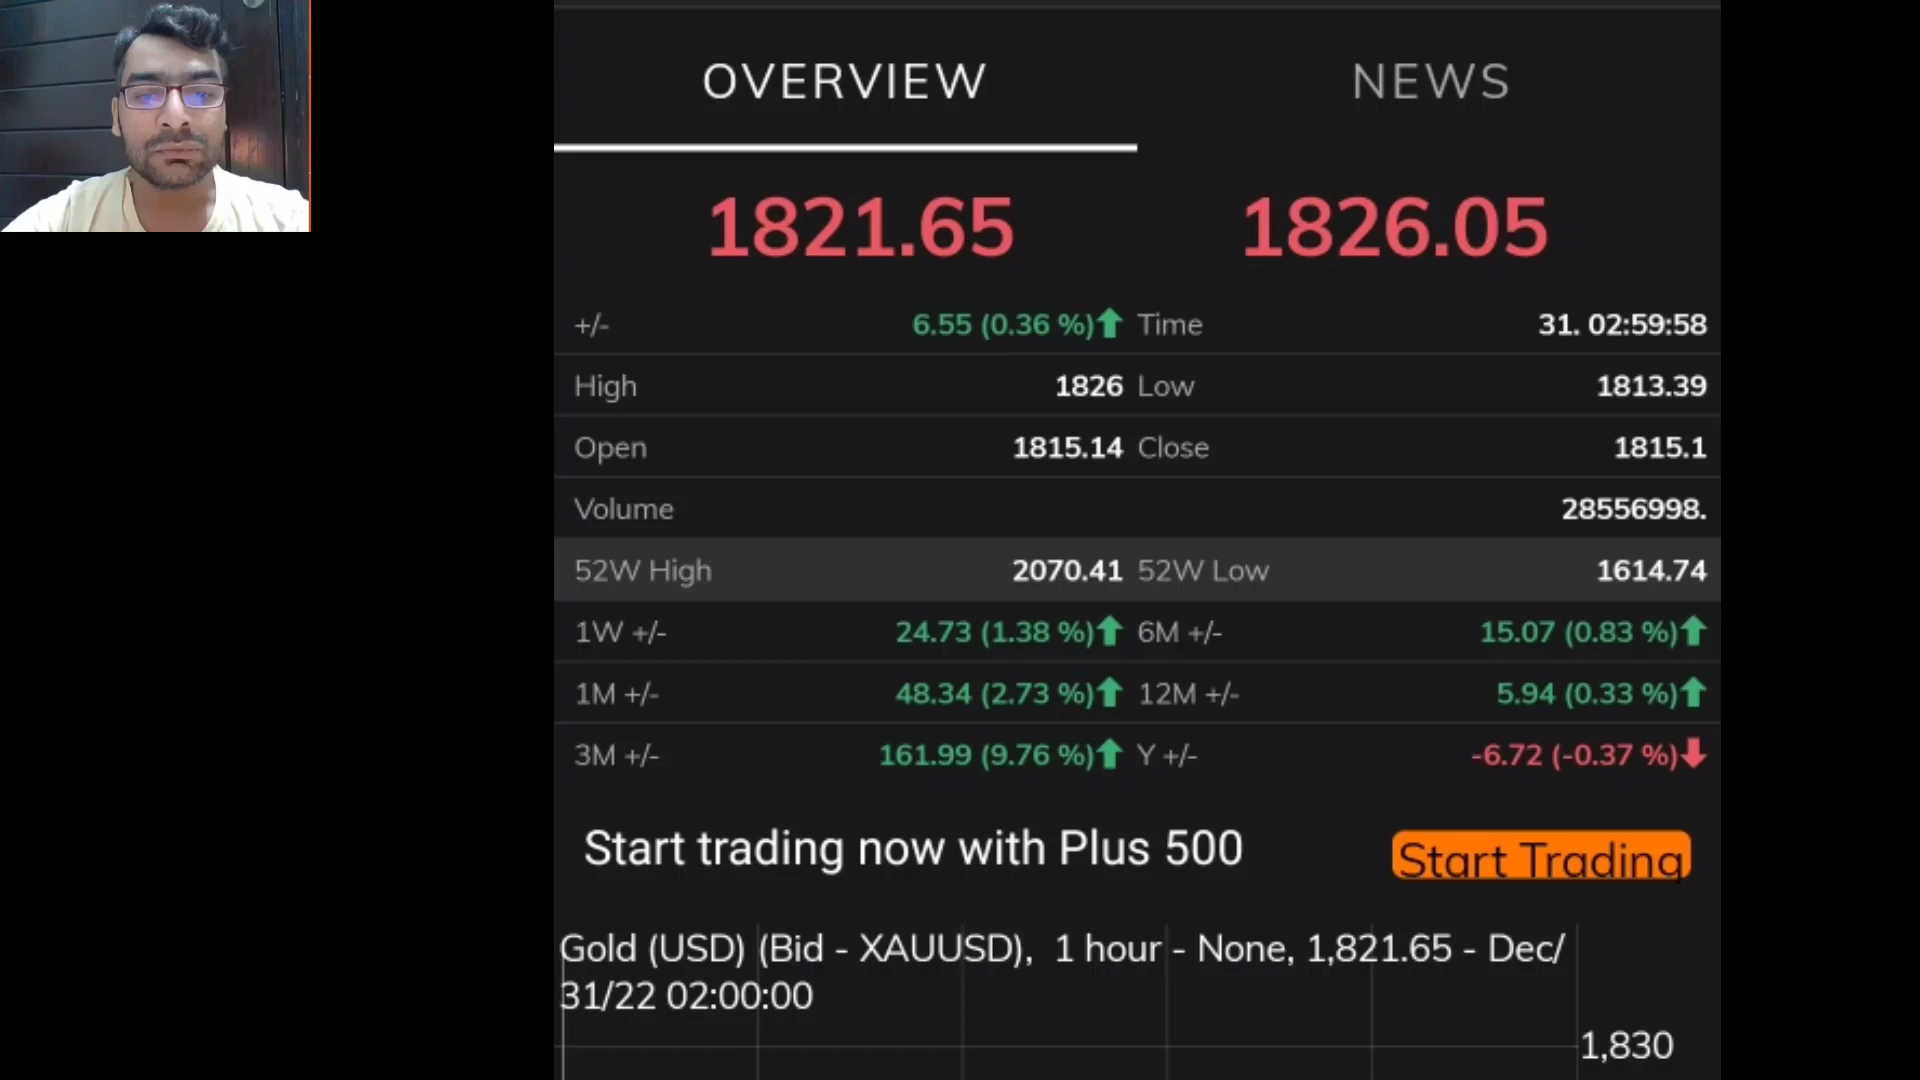 OVERVIEW NEWS
1821.65 1826.05
+/- 6.55 (0.36 %) Time 31. 02:59:58
High 1826 Low 1813.39
Open 1815.14 Close 1815.1
Volume 28556998.
52W High 2070.41 52W Low 1614.74
1W +/- 24.73 (1.38 %) 6M +/- 15.07 (0.83 %)
1M +/- 48.34 (2.73 %) 12M +/- 5.94 (0.33 %)
3M +/- 161.99 (9.76 %) Y +/- -6.72 (-0.37 %)
Start trading now with Plus 500 Start Trading
Gold (USD) (Bid - XAUUSD), 1 hour - None, 1,821.65 - Dec/
31/22 02:00:00
1,830